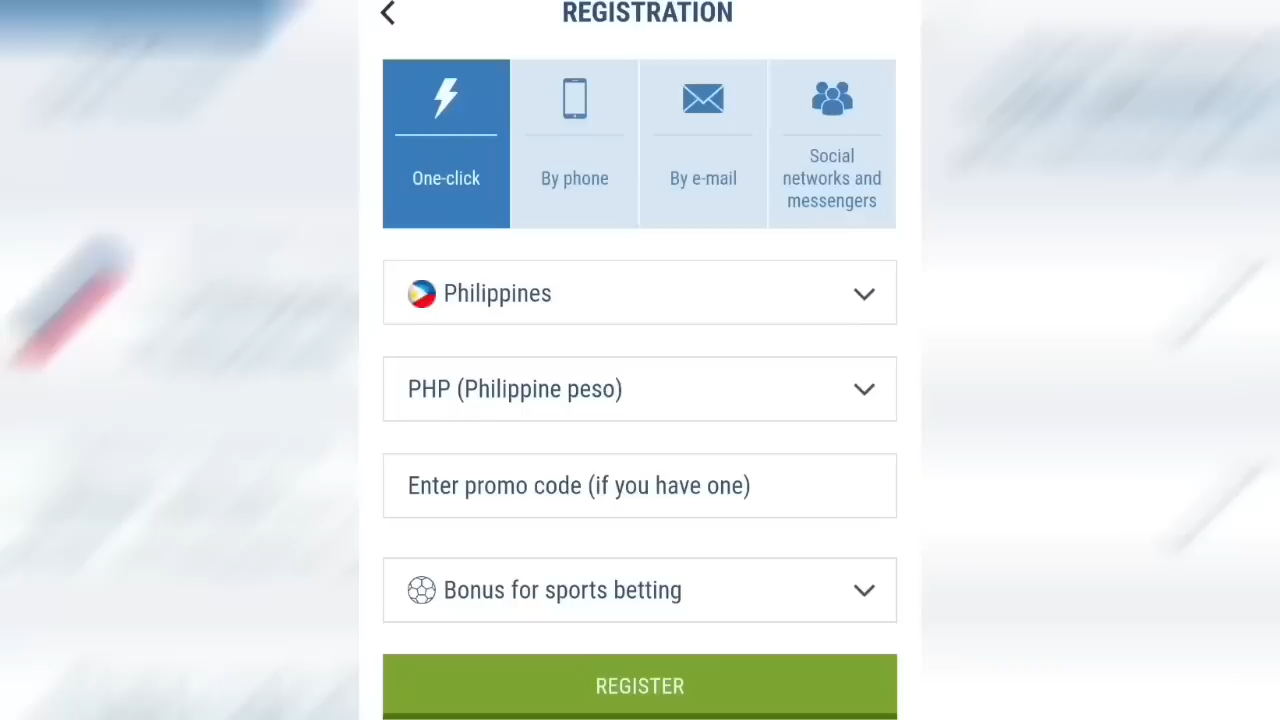 REGISTRATION
One-click
By phone
By e-mail
Social
networks and
messengers
Philippines
PHP (Philippine peso)
Enter promo code (if you have one)
Bonus for sports betting
REGISTER